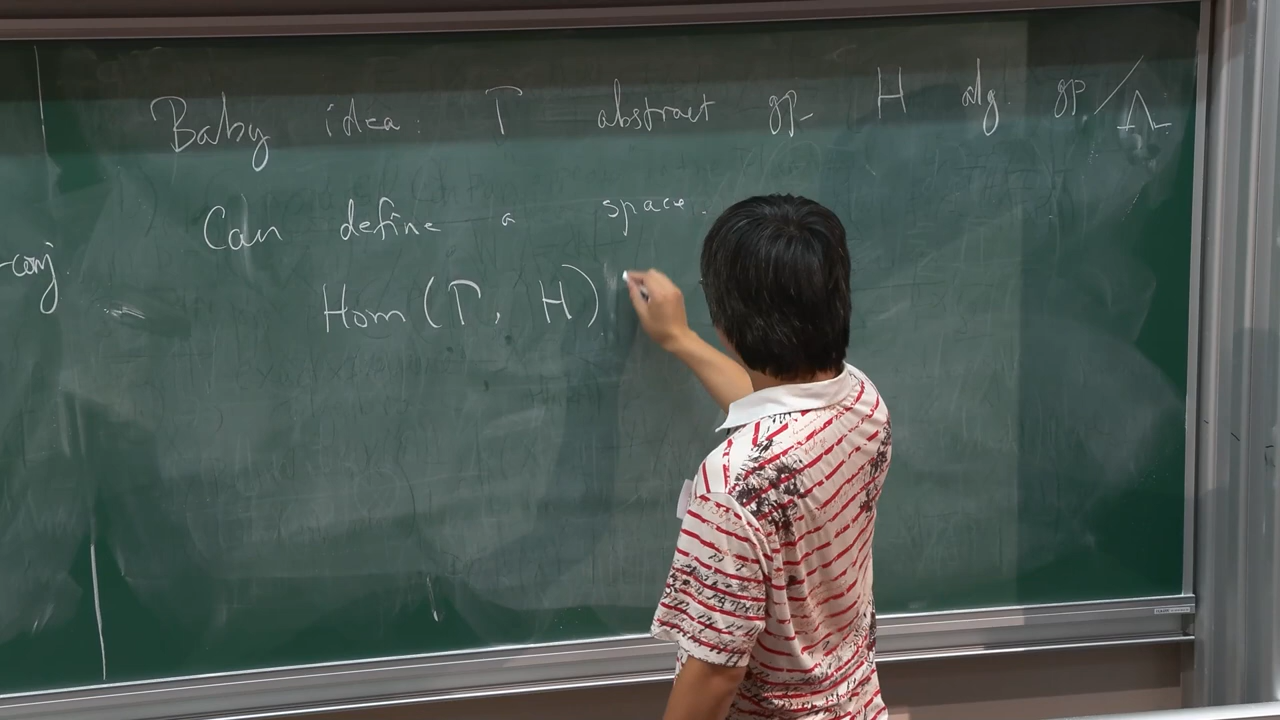 Baby idea: Γ abstract gp. H alg. gp/Λ.
Can define a space.
-conj.
Hom(Γ, H)